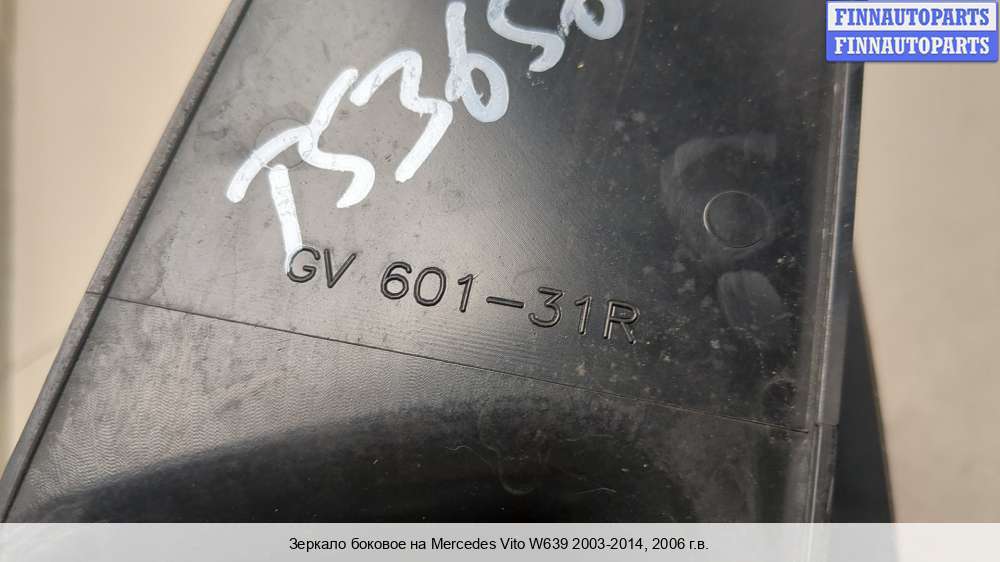 FINNAUTOPARTS
FINNAUTOPARTS
GV 601-31R
Зеркало боковое на Mercedes Vito W639 2003-2014, 2006 г.в.